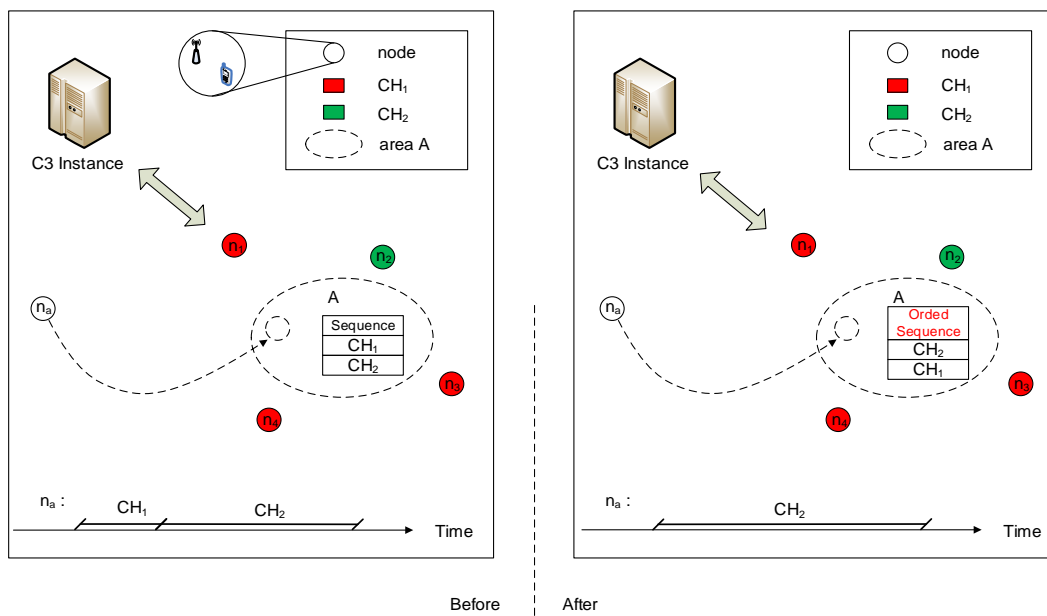 node
CH₁
CH₂
area A
C3 Instance
n₁
n₂
nₐ
A
Sequence
CH₁
CH₂
n₃
n₄
nₐ :
CH₁
CH₂
Time
Before
node
CH₁
CH₂
area A
C3 Instance
n₁
n₂
nₐ
A
Orded
Sequence
CH₂
CH₁
n₃
n₄
nₐ :
CH₂
Time
After